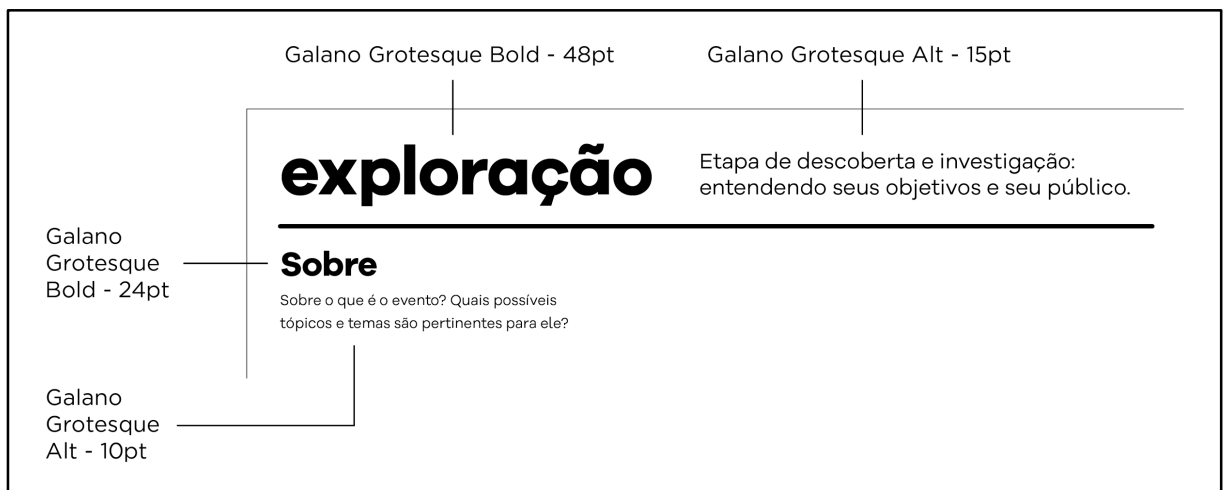 Galano Grotesque Bold - 48pt
Galano Grotesque Alt - 15pt
exploração
Etapa de descoberta e investigação:
entendendo seus objetivos e seu público.
Galano
Grotesque
Bold - 24pt
Sobre
Sobre o que é o evento? Quais possíveis
tópicos e temas são pertinentes para ele?
Galano
Grotesque
Alt - 10pt